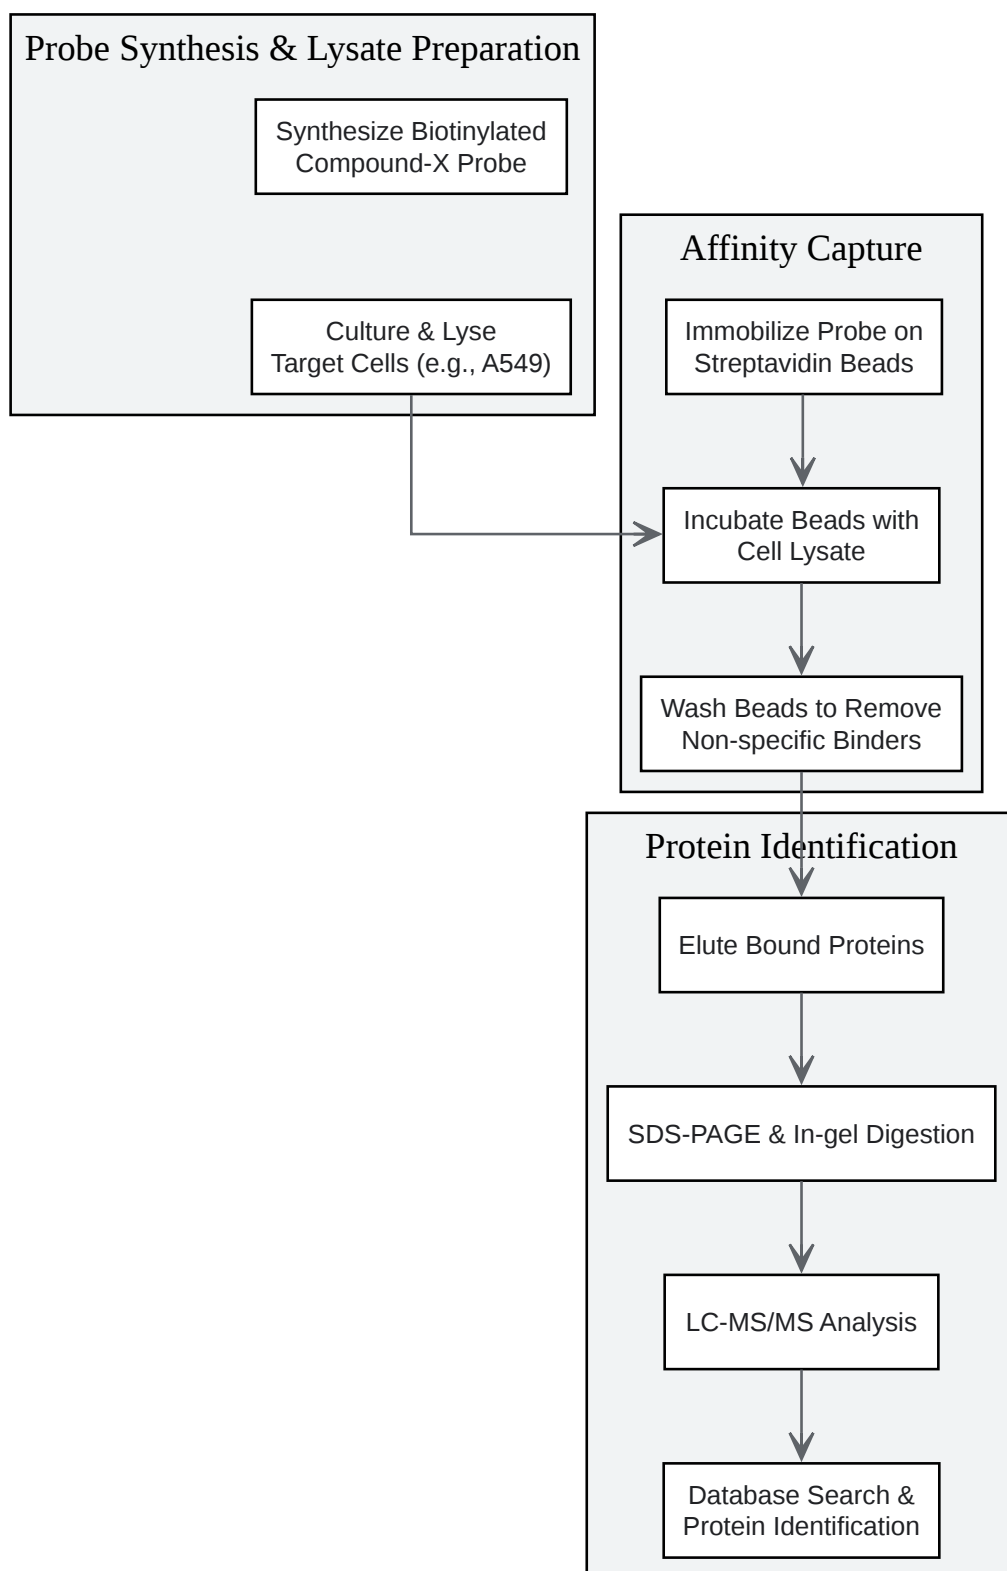 Probe Synthesis & Lysate Preparation
Synthesize Biotinylated
Compound-X Probe
Culture & Lyse
Target Cells (e.g., A549)
Affinity Capture
Immobilize Probe on
Streptavidin Beads
Incubate Beads with
Cell Lysate
Wash Beads to Remove
Non-specific Binders
Protein Identification
Elute Bound Proteins
SDS-PAGE & In-gel Digestion
LC-MS/MS Analysis
Database Search &
Protein Identification